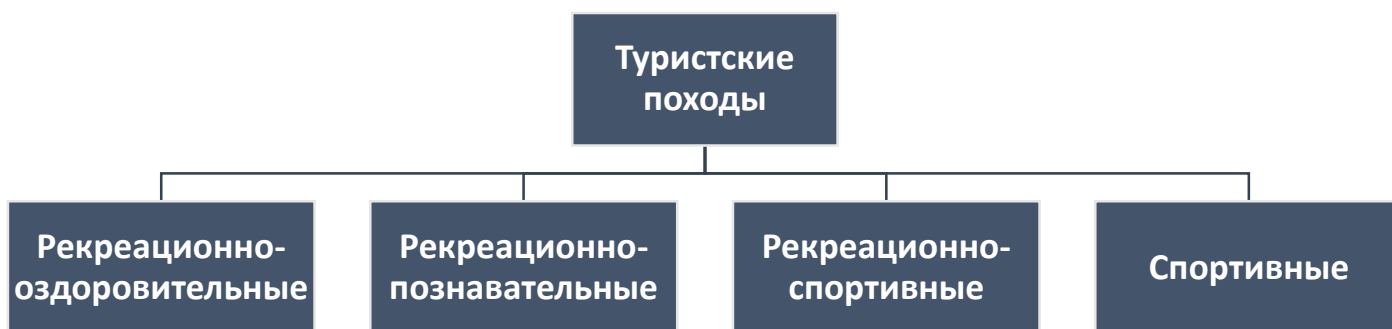 Туристские
походы
Рекреационно-
оздоровительные
Рекреационно-
познавательные
Рекреационно-
спортивные
Спортивные